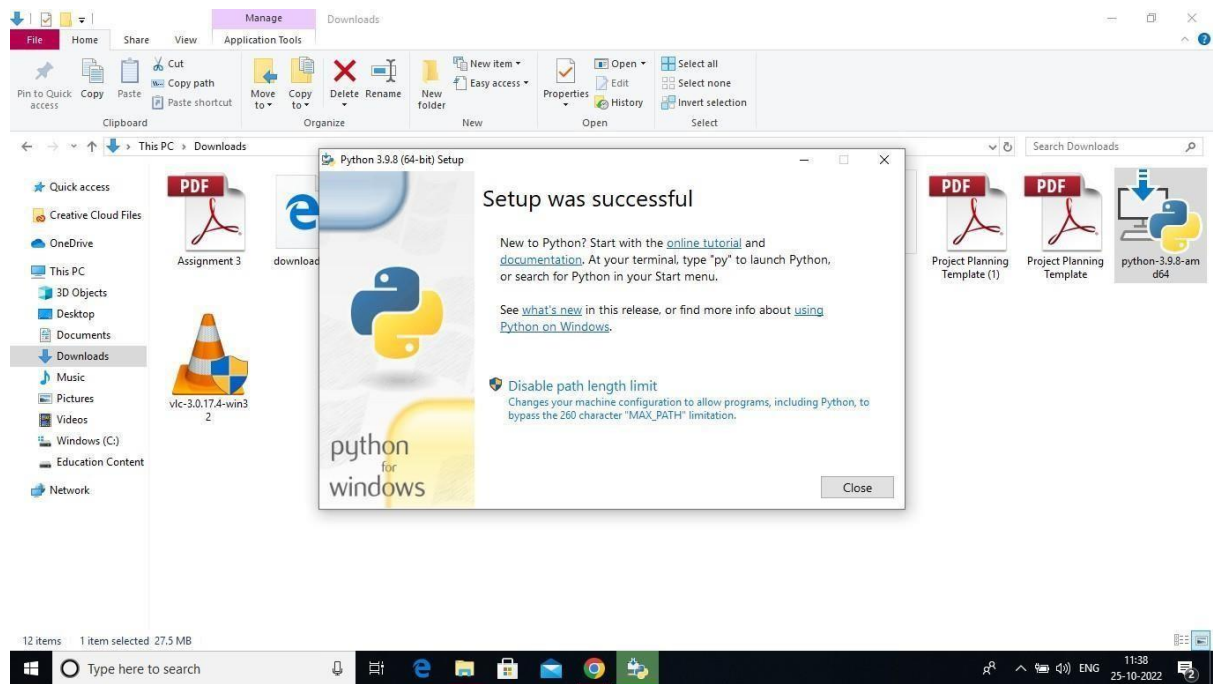 Manage
Downloads
File Home Share View Application Tools
Pin to Quick access
Copy
Paste
Cut
Copy path
Paste shortcut
Clipboard
Move to
Copy to
Delete
Rename
Organize
New folder
New item
Easy access
New
Properties
Open
Edit
History
Open
Select all
Select none
Invert selection
Select
This PC > Downloads
Search Downloads
Quick access
Creative Cloud Files
OneDrive
This PC
3D Objects
Desktop
Documents
Downloads
Music
Pictures
Videos
Windows (C:)
Education Content
Network
PDF
Assignment 3
download
vlc-3.0.17.4-win3
2
Python 3.9.8 (64-bit) Setup
Setup was successful
New to Python? Start with the online tutorial and
documentation. At your terminal, type "py" to launch Python,
or search for Python in your Start menu.
See what's new in this release, or find more info about using
Python on Windows.
Disable path length limit
Changes your machine configuration to allow programs, including Python, to
bypass the 260 character "MAX_PATH" limitation.
python
for
windows
Close
PDF
Project Planning
Template (1)
PDF
Project Planning
Template
python-3.9.8-am
d64
12 items 1 item selected 27.5 MB
Type here to search
ENG
11:38
25-10-2022
2